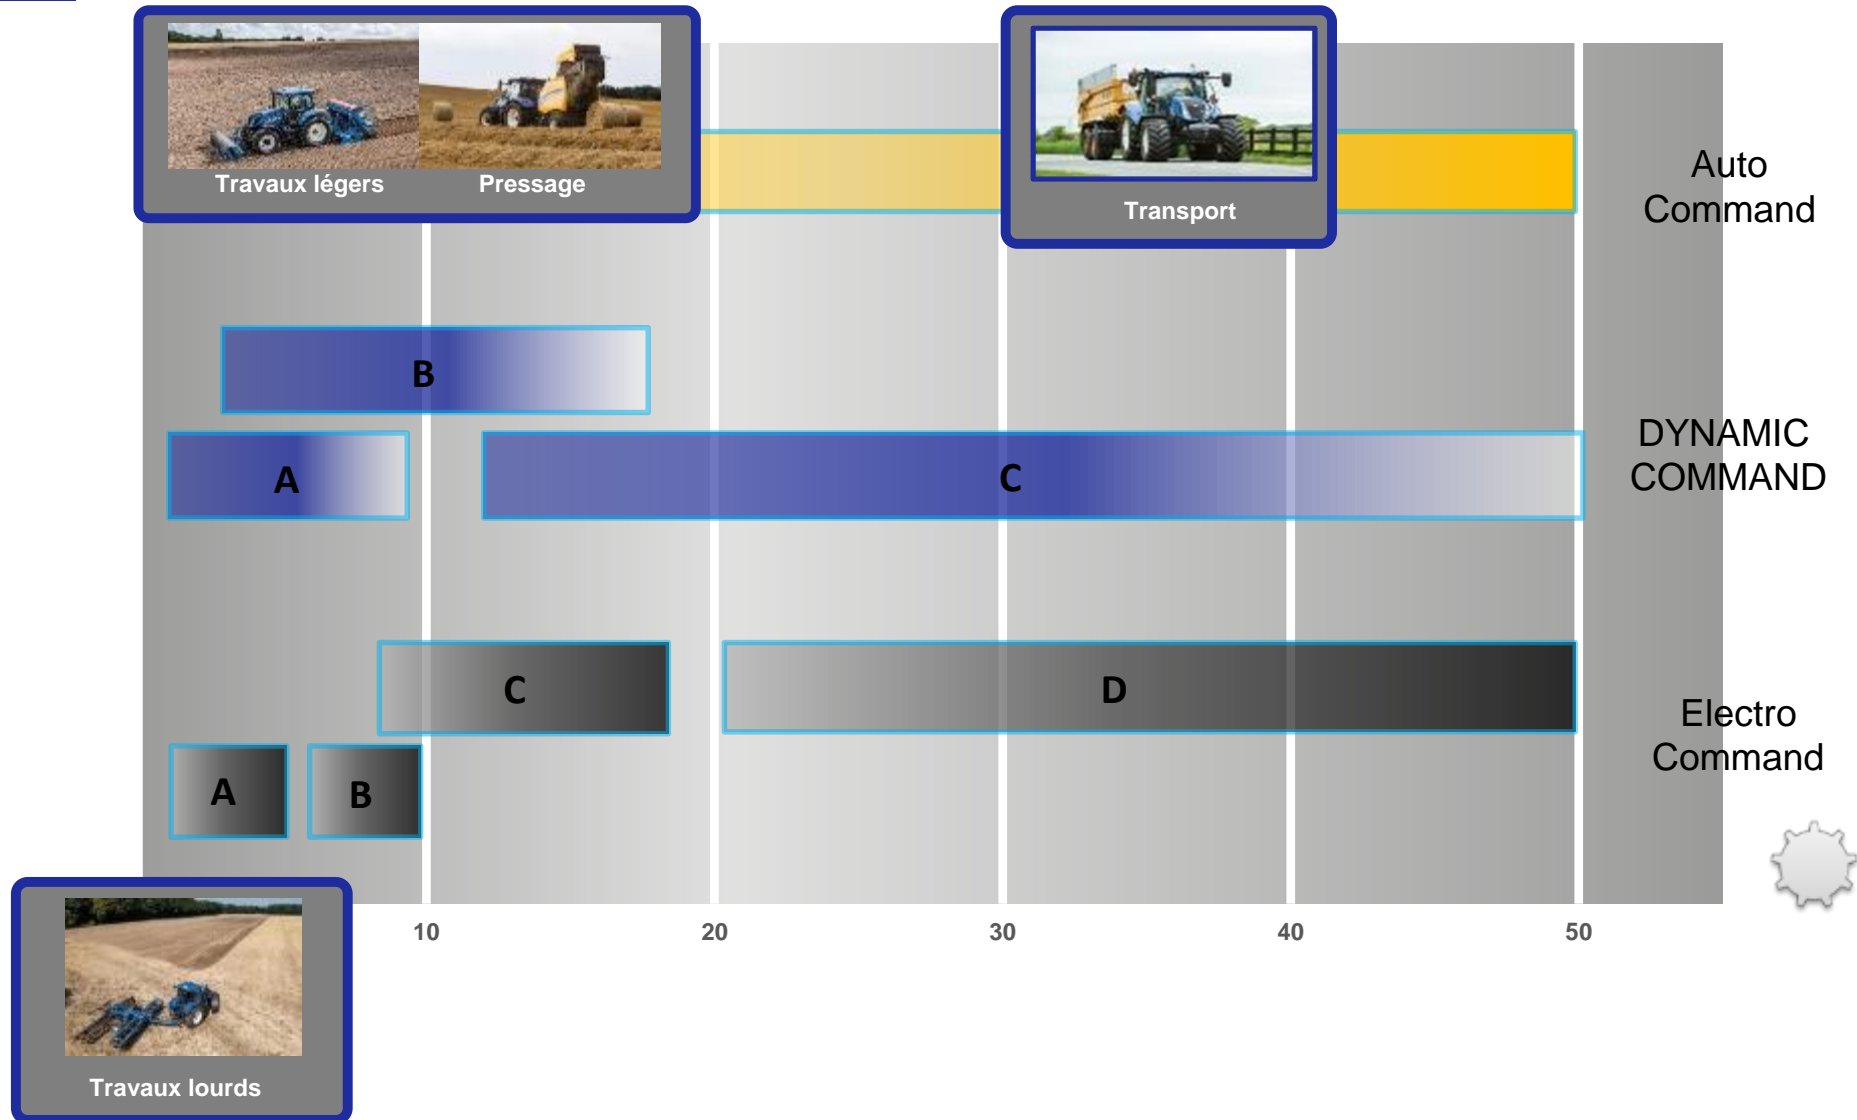 Travaux légers
Pressage
Transport
Auto
Command
B
A
C
DYNAMIC
COMMAND
C
D
A
B
Electro
Command
10
20
30
40
50
Travaux lourds